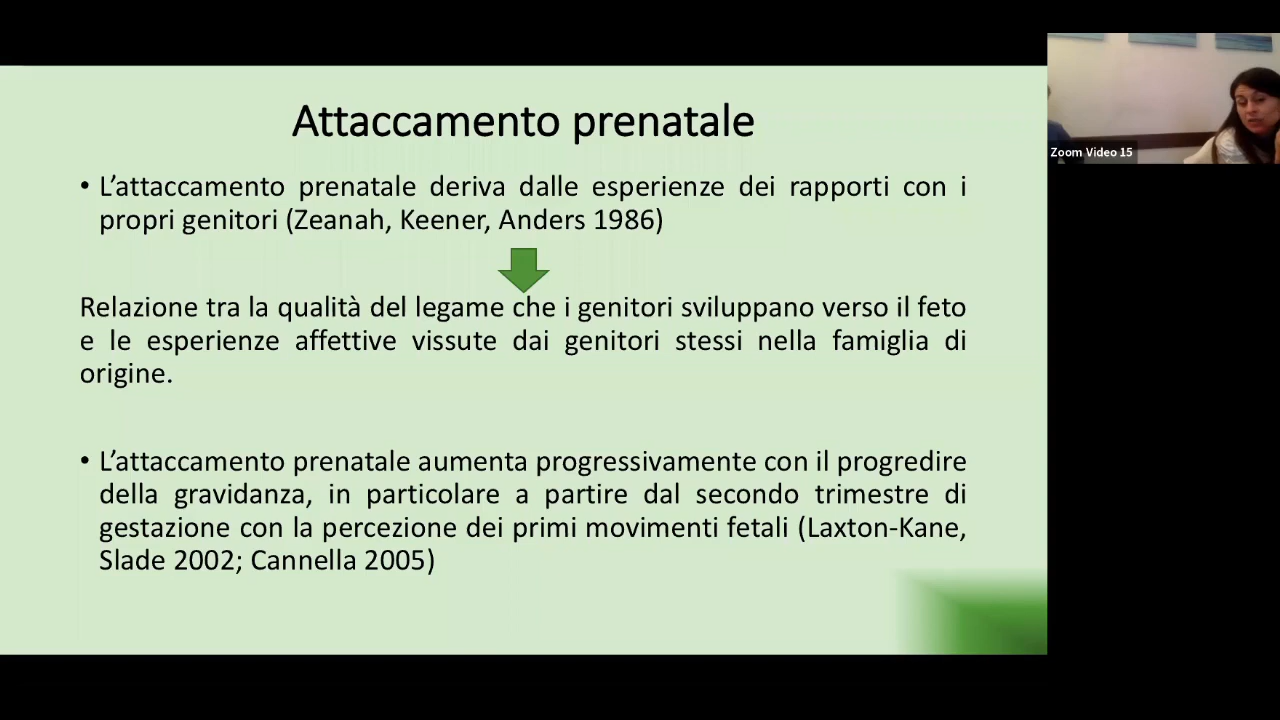 Attaccamento prenatale
• L’attaccamento prenatale deriva dalle esperienze dei rapporti con i
propri genitori (Zeanah, Keener, Anders 1986)
Relazione tra la qualità del legame che i genitori sviluppano verso il feto
e le esperienze affettive vissute dai genitori stessi nella famiglia di
origine.
• L’attaccamento prenatale aumenta progressivamente con il progredire
della gravidanza, in particolare a partire dal secondo trimestre di
gestazione con la percezione dei primi movimenti fetali (Laxton-Kane,
Slade 2002; Cannella 2005)
Zoom Video 15